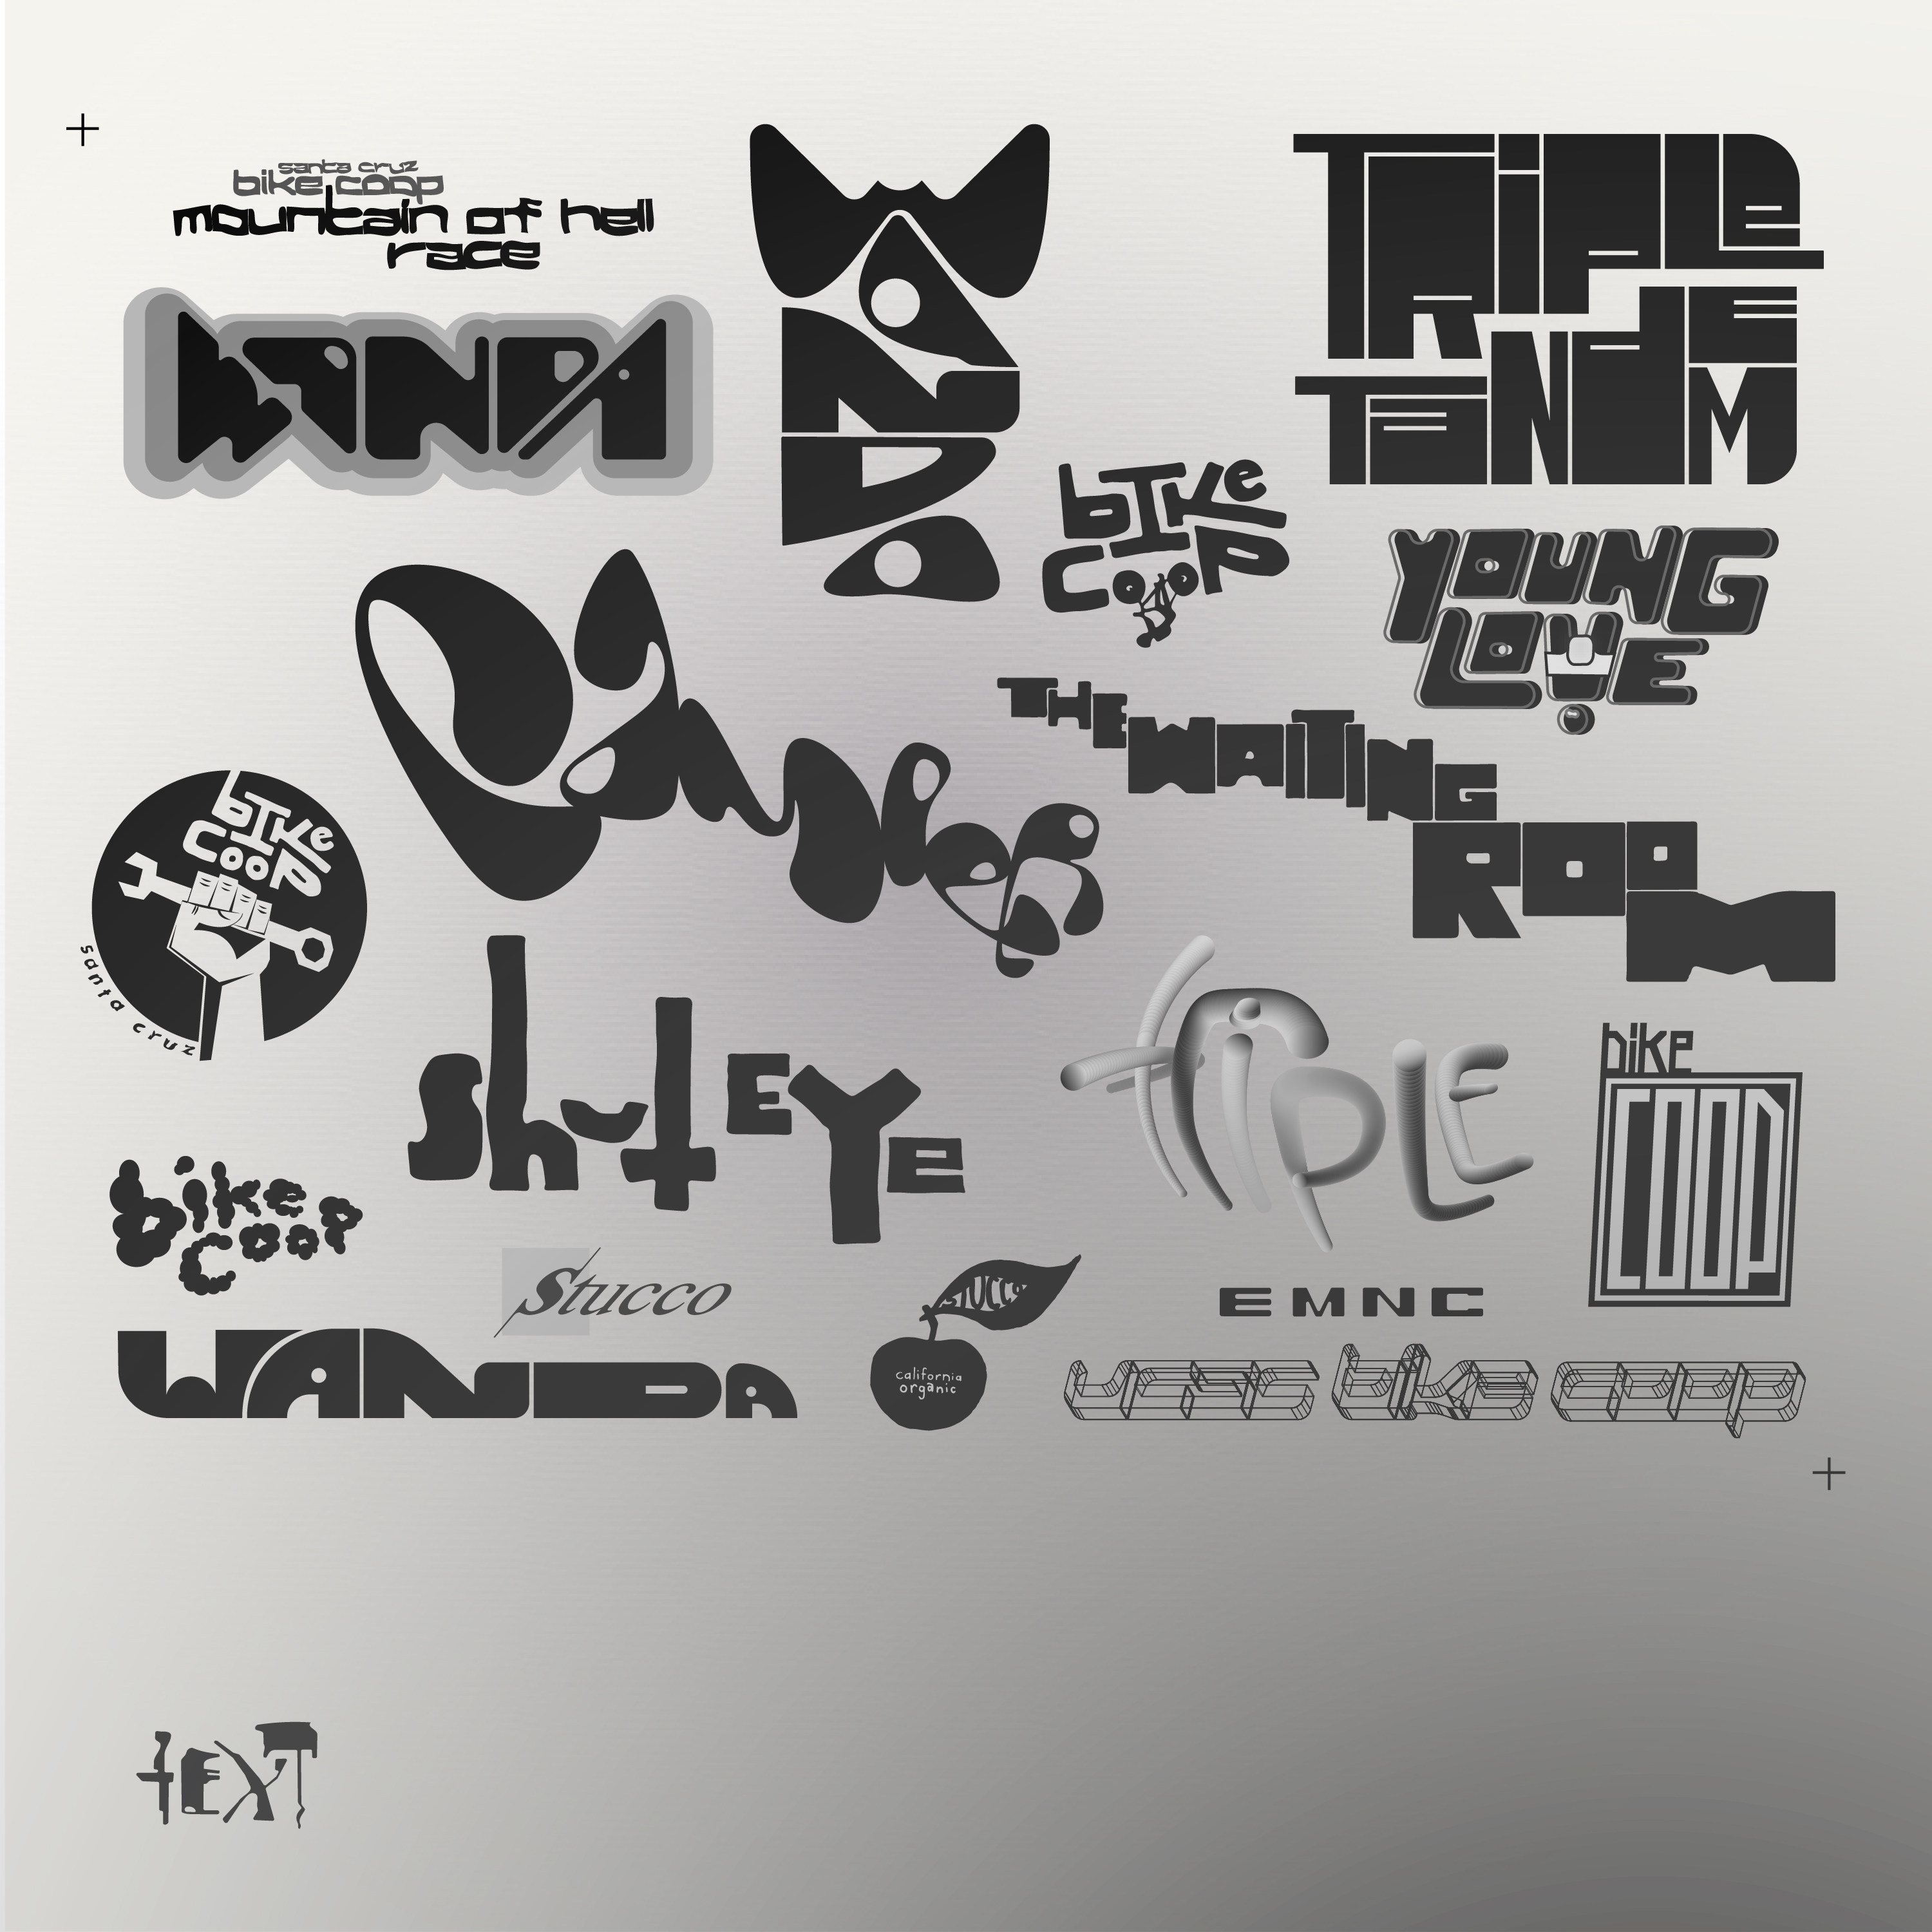 santa cruz
bike coop
mountain of hell
race
WANDA
WANDA
TRiPLe
TaNdEM
bIKe
CooP
YOUNG
LOVE
THE WAITING
ROOM
bIKe
CooP
santa cruz
shut EYe
TriPLE
bike
COOP
bike
Coop
Stucco
STUCCO
california
organic
EMNC
WANDA
ucsc bike coop
tEXT